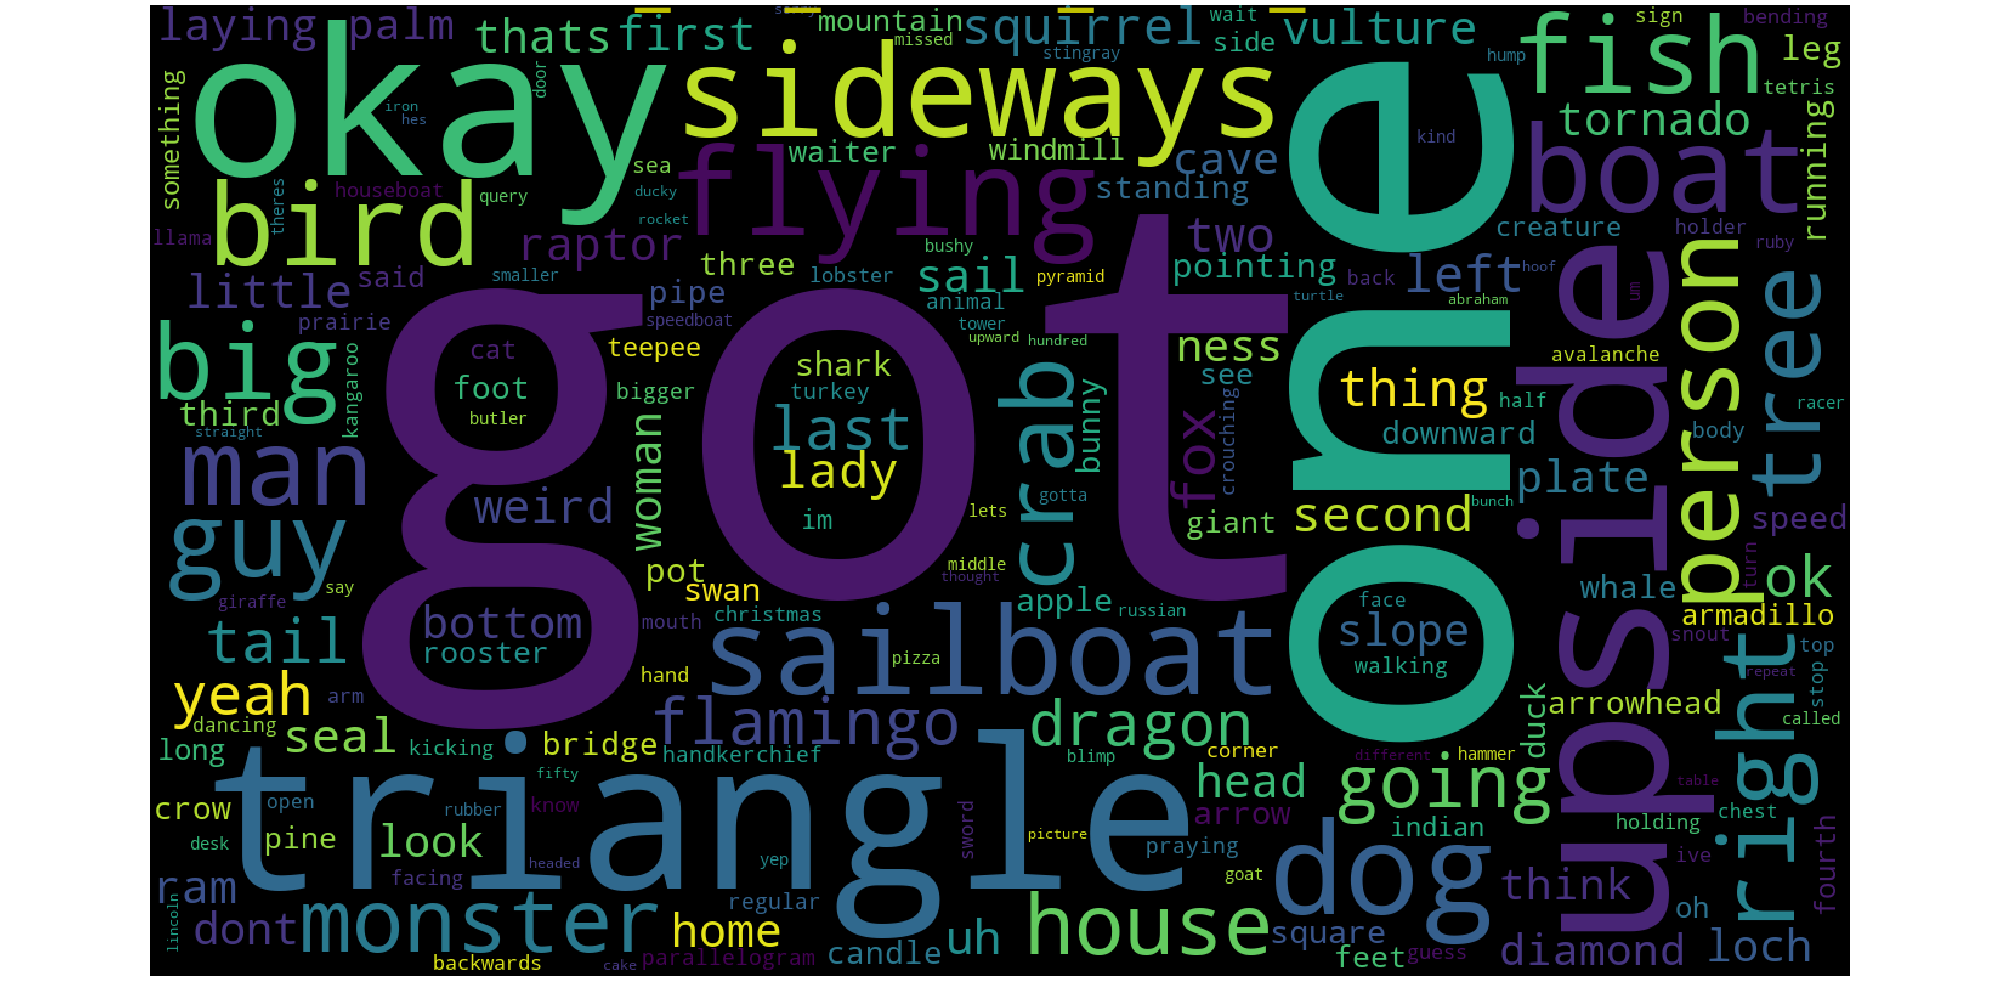 laying palm thats first mountain squirrel wait vulture sign bending
missed side hump leg
okay sideways stingray fish tetris
something door iron hes kind tornado
bird flying waiter windmill cave boat running
sea standing
houseboat query ducky
theres rocket creature holder
llama raptor bushy two ruby
little said smaller three lobster sail pyramid pointing back left hoof
prairie pipe animal turtle abraham um
speedboat tower
big got one upside person tree
cat teepee upward hundred ness avalanche
kangaroo foot shark crab see thing
third butler bigger turkey bunny half racer
straight last fox crouching downward body
man lady
weird woman gotta plate
guy im lets giant second bunch speed
middle turn
say pot swan thought whale ok
giraffe christmas apple russian face armadillo
tail bottom mouth slope snout top
rooster pizza walking
hand sailboat right stop repeat
yeah arm arrowhead
dancing flamingo dragon duck called
long seal kicking bridge handkerchief blimp corner different hammer
triangle fifty head going table
crow open rubber know arrow holding chest
desk pine look sword picture indian
headed yep praying fourth
ram facing goat dog think ive
lincoln regular oh
dont monster home house square
uh guess diamond loch
backwards cake parallelogram candle feet